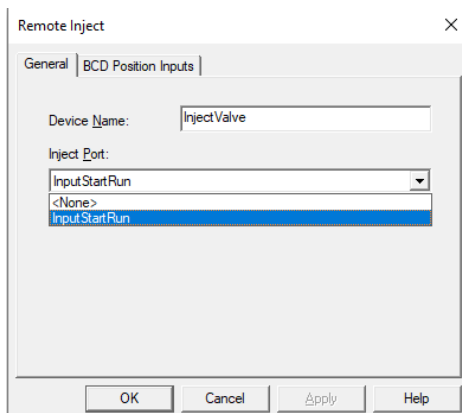 Remote Inject
General BCD Position Inputs
Device Name: InjectValve
Inject Port:
InputStartRun
<None>
InputStartRun
OK Cancel Apply Help